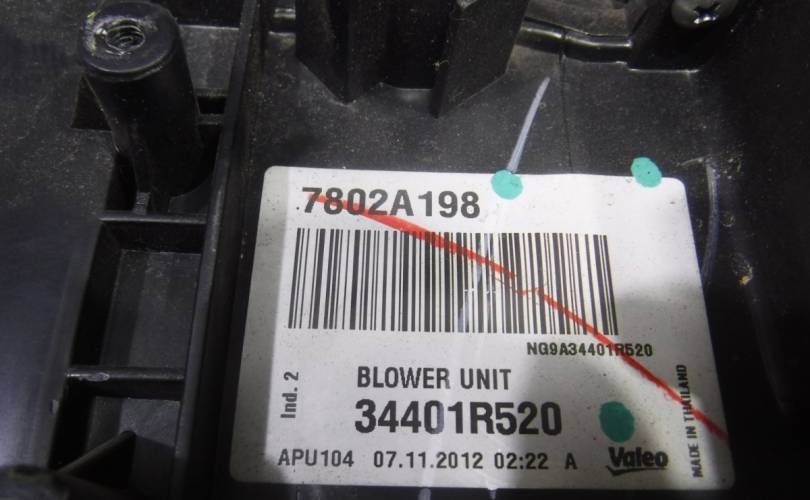 7802A198
NG9A34401R520
Ind. 2
BLOWER UNIT
34401R520
APU104 07.11.2012 02:22 A
Valeo
MADE IN THAILAND